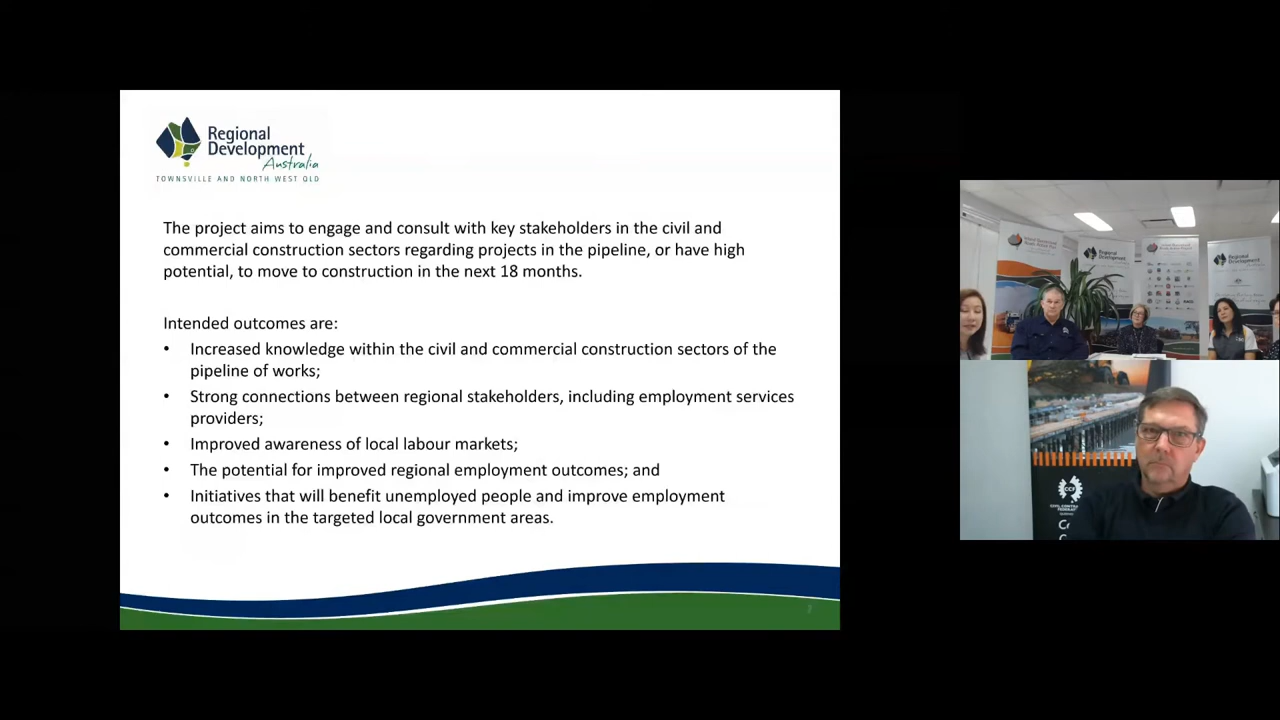 Regional
Development
Australia
TOWNSVILLE AND NORTH WEST QLD
The project aims to engage and consult with key stakeholders in the civil and
commercial construction sectors regarding projects in the pipeline, or have high
potential, to move to construction in the next 18 months.
Intended outcomes are:
• Increased knowledge within the civil and commercial construction sectors of the
pipeline of works;
• Strong connections between regional stakeholders, including employment services
providers;
• Improved awareness of local labour markets;
• The potential for improved regional employment outcomes; and
• Initiatives that will benefit unemployed people and improve employment
outcomes in the targeted local government areas.
Regional
Development
Regional
Development
CCF